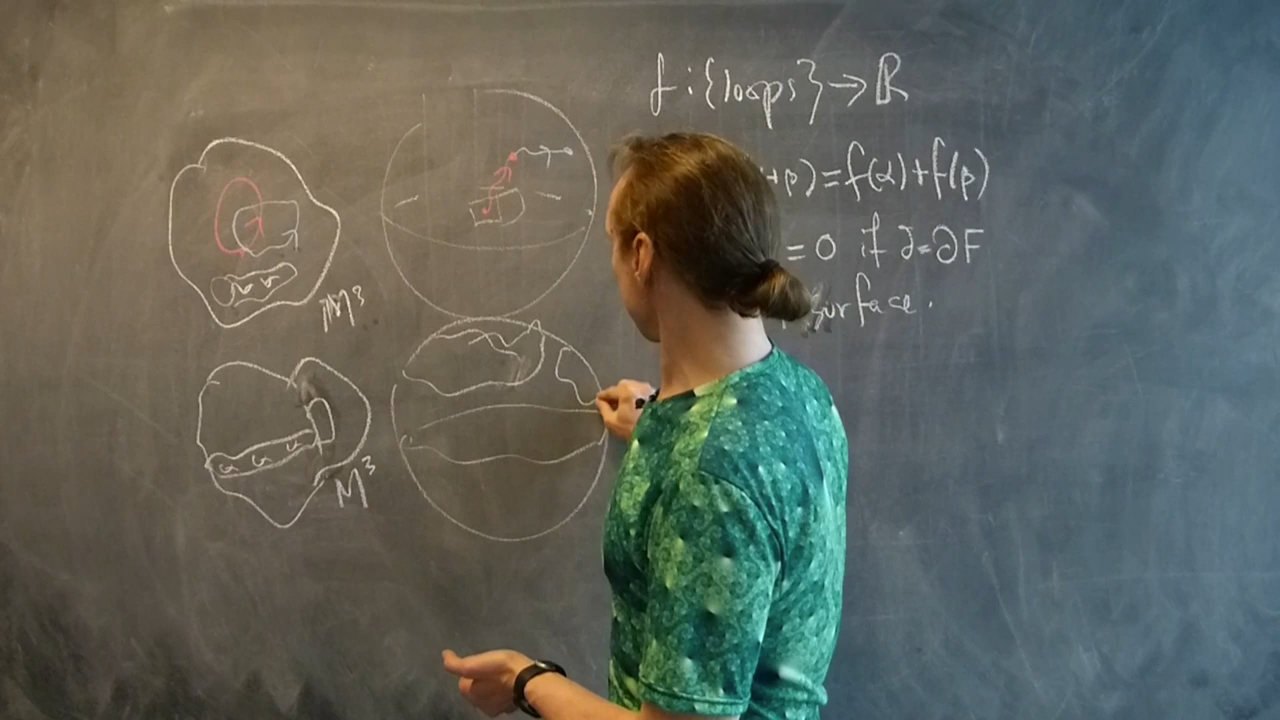 f : {loops} → ℝ
+β) = f(α) + f(β)
= 0 if ∂ = ∂F
surface.
M³
M³